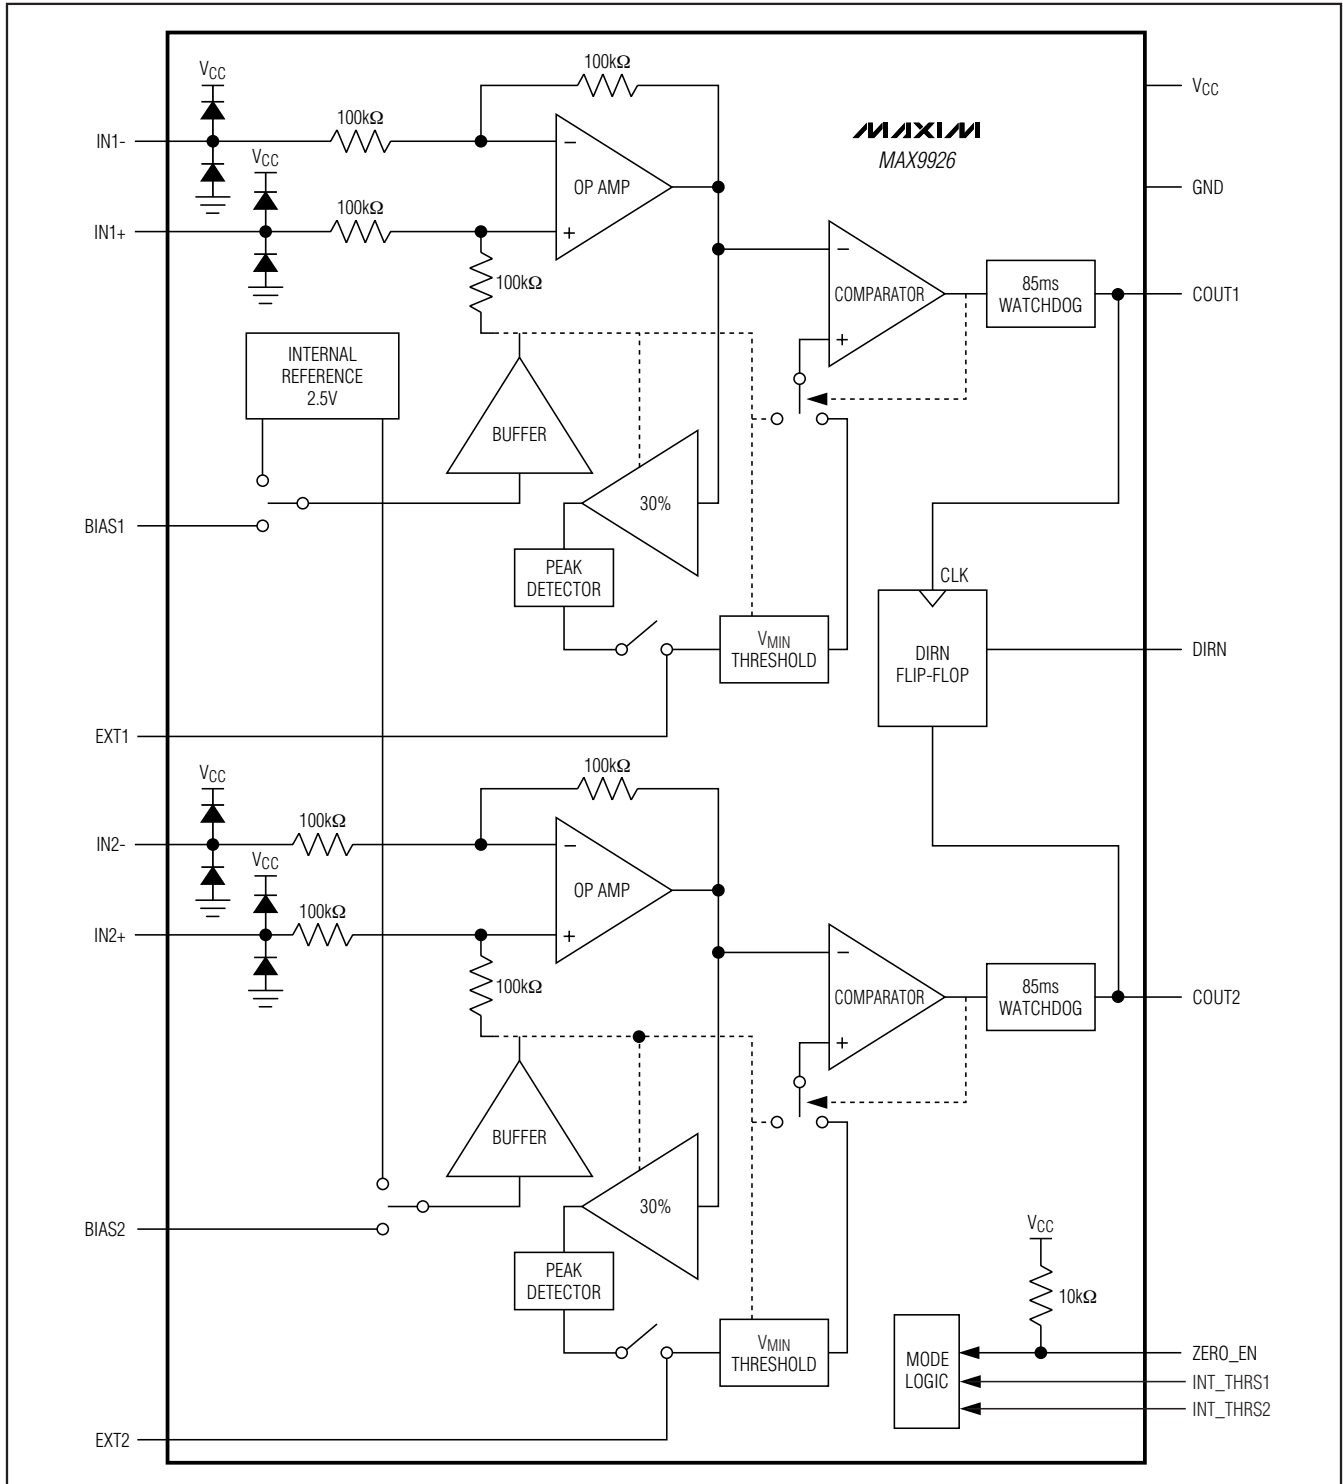 VCC
100kΩ
100kΩ
IN1-
VCC
OP AMP
-
+
100kΩ
IN1+
100kΩ
MAXIM
MAX9926
VCC
GND
-
COMPARATOR
+
85ms
WATCHDOG
COUT1
INTERNAL
REFERENCE
2.5V
BUFFER
30%
BIAS1
PEAK
DETECTOR
VMIN
THRESHOLD
CLK
DIRN
FLIP-FLOP
DIRN
EXT1
VCC
100kΩ
100kΩ
IN2-
VCC
OP AMP
-
+
100kΩ
IN2+
100kΩ
-
COMPARATOR
+
85ms
WATCHDOG
COUT2
BUFFER
30%
BIAS2
PEAK
DETECTOR
VMIN
THRESHOLD
VCC
10kΩ
MODE
LOGIC
ZERO_EN
INT_THRS1
INT_THRS2
EXT2